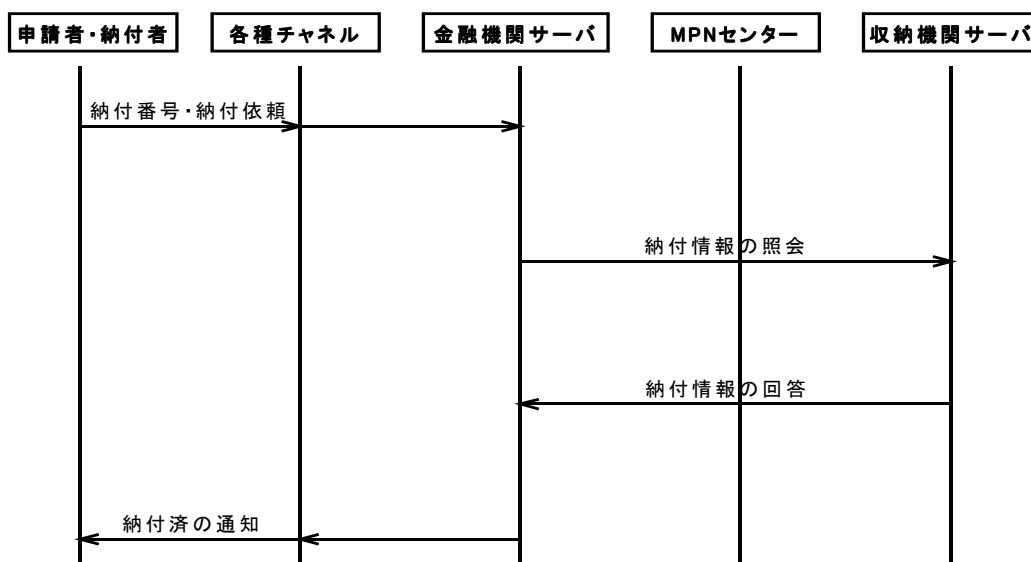 申請者・納付者
各種チャネル
金融機関サーバ
MPNセンター
収納機関サーバ
納付番号・納付依頼
納付情報の照会
納付情報の回答
納付済の通知